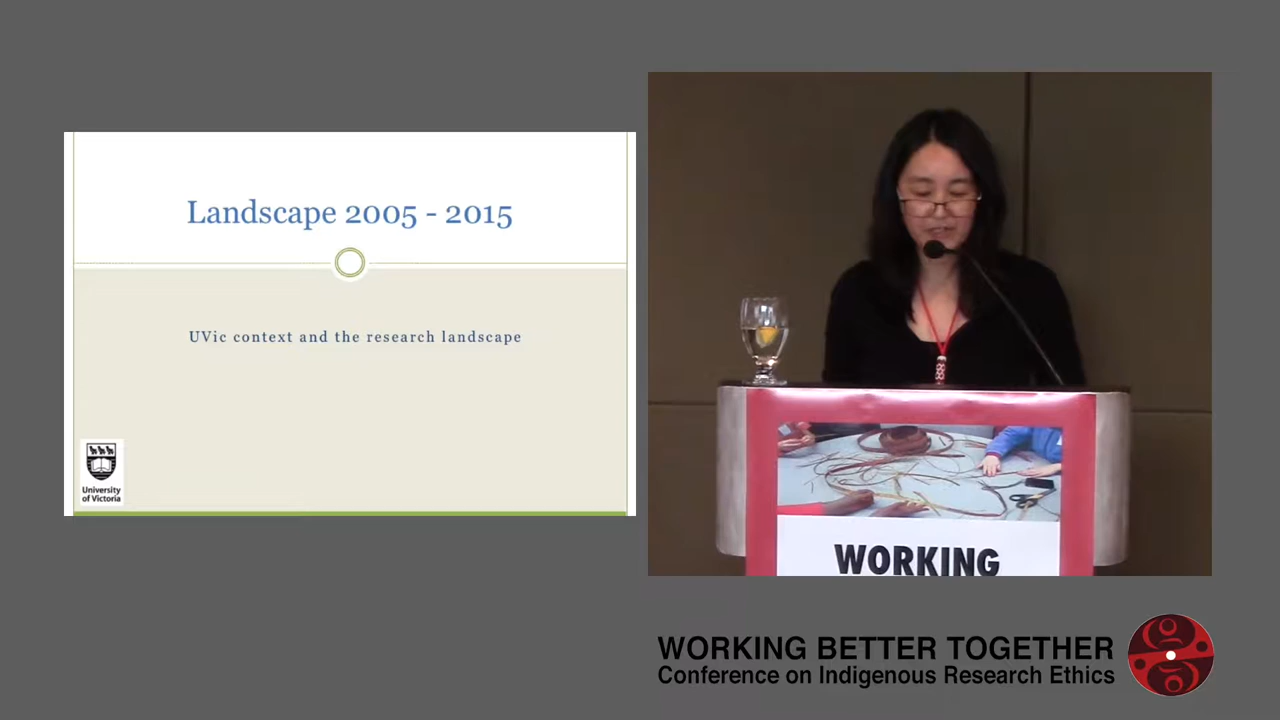 Landscape 2005 - 2015
UVic context and the research landscape
University
of Victoria
WORKING
WORKING BETTER TOGETHER
Conference on Indigenous Research Ethics